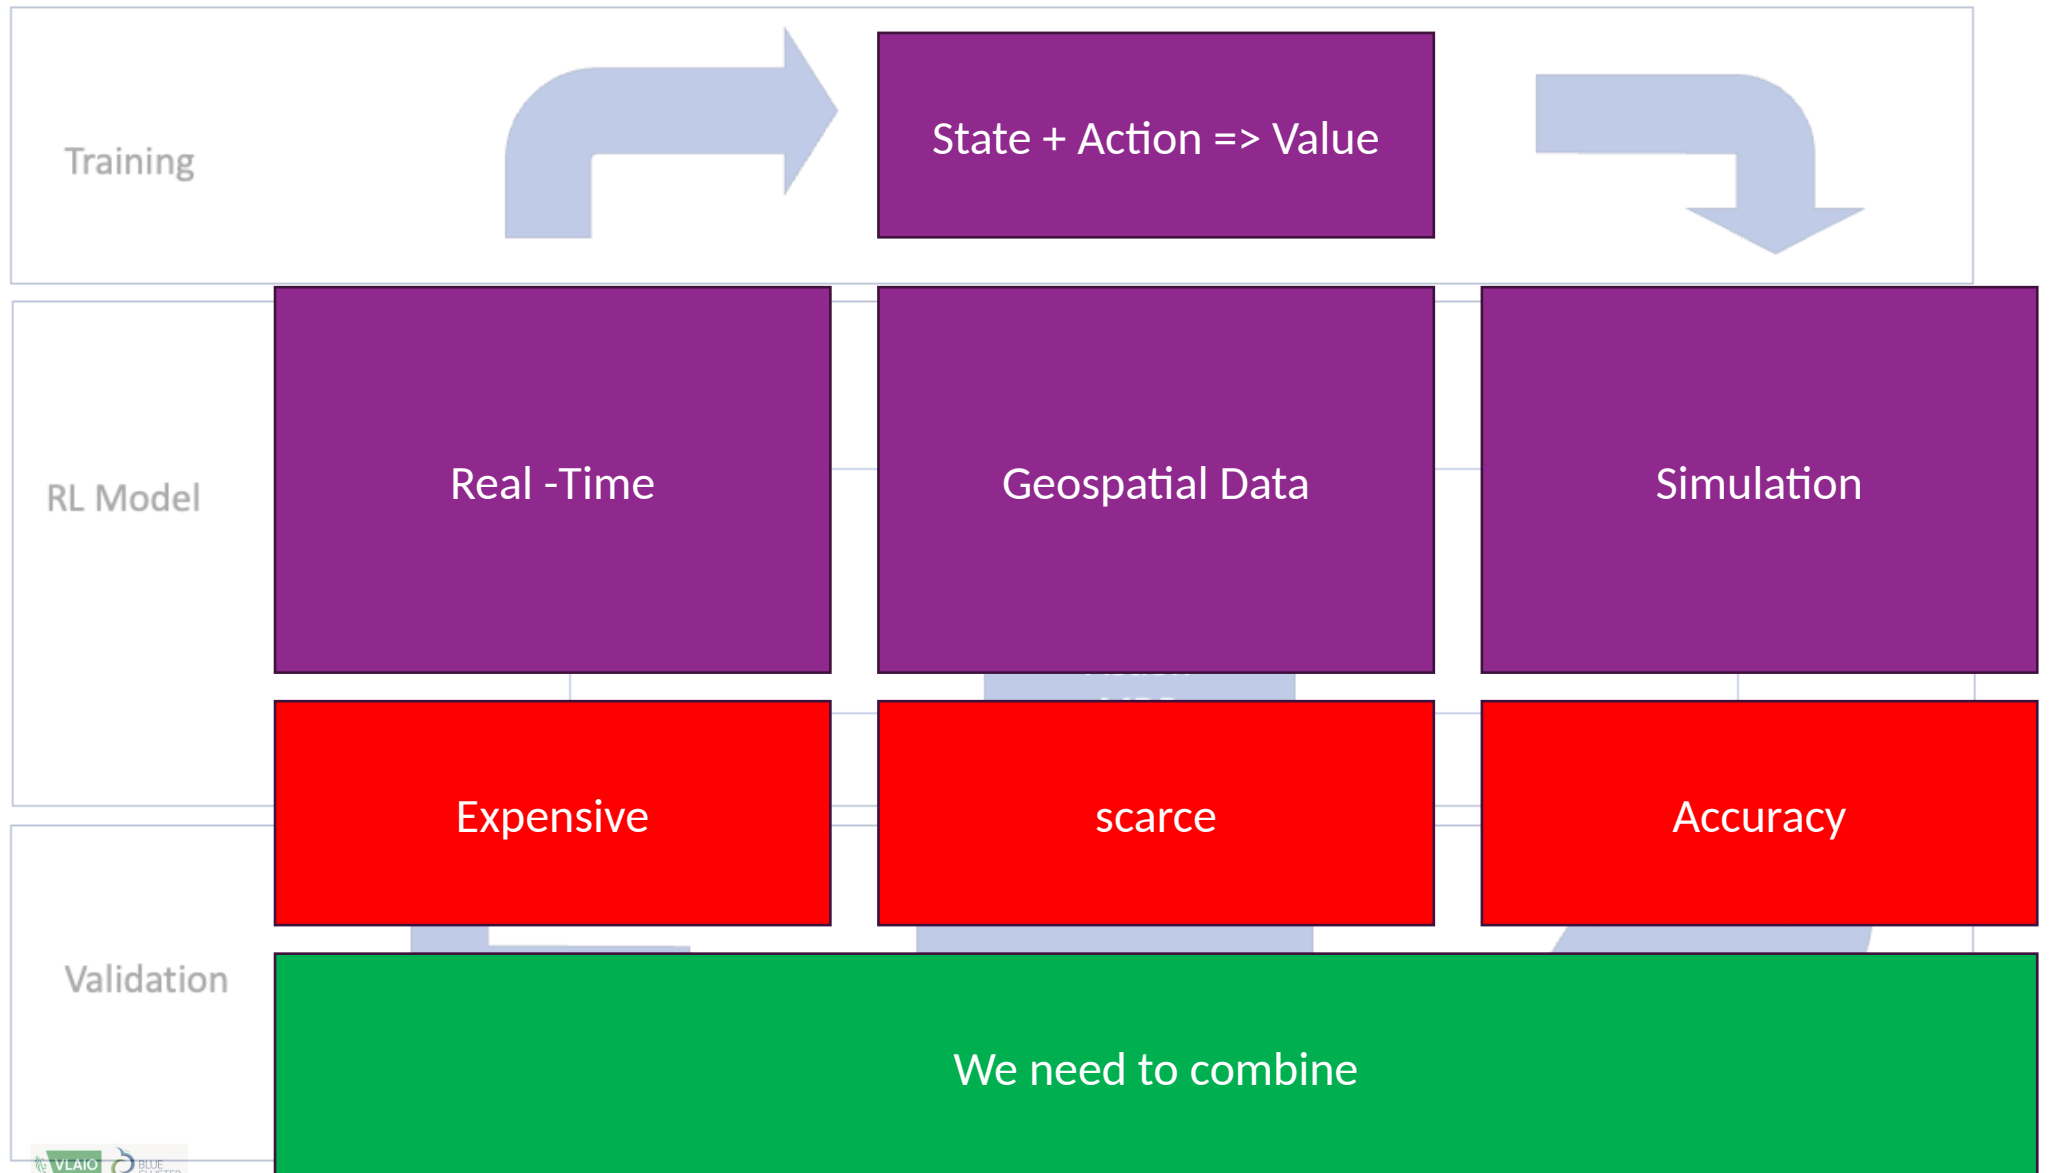 State + Action => Value
Training
Real -Time
Geospatial Data
Simulation
RL Model
Expensive
scarce
Accuracy
Validation
We need to combine
VLAIO
BLUE